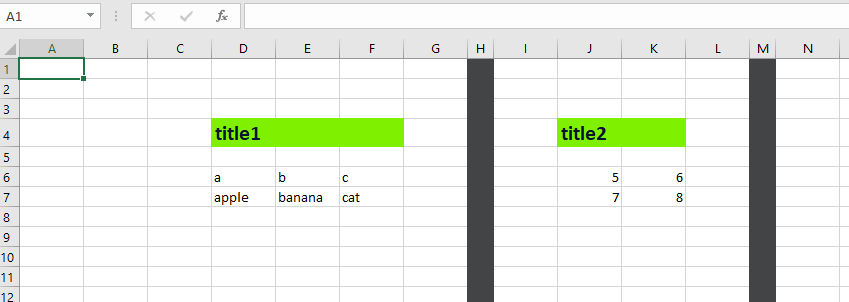 A1 fx
A B C D E F G H I J K L M N
1
2
3
4 title1 title2
5
6 a b c 5 6
7 apple banana cat 7 8
8
9
10
11
12